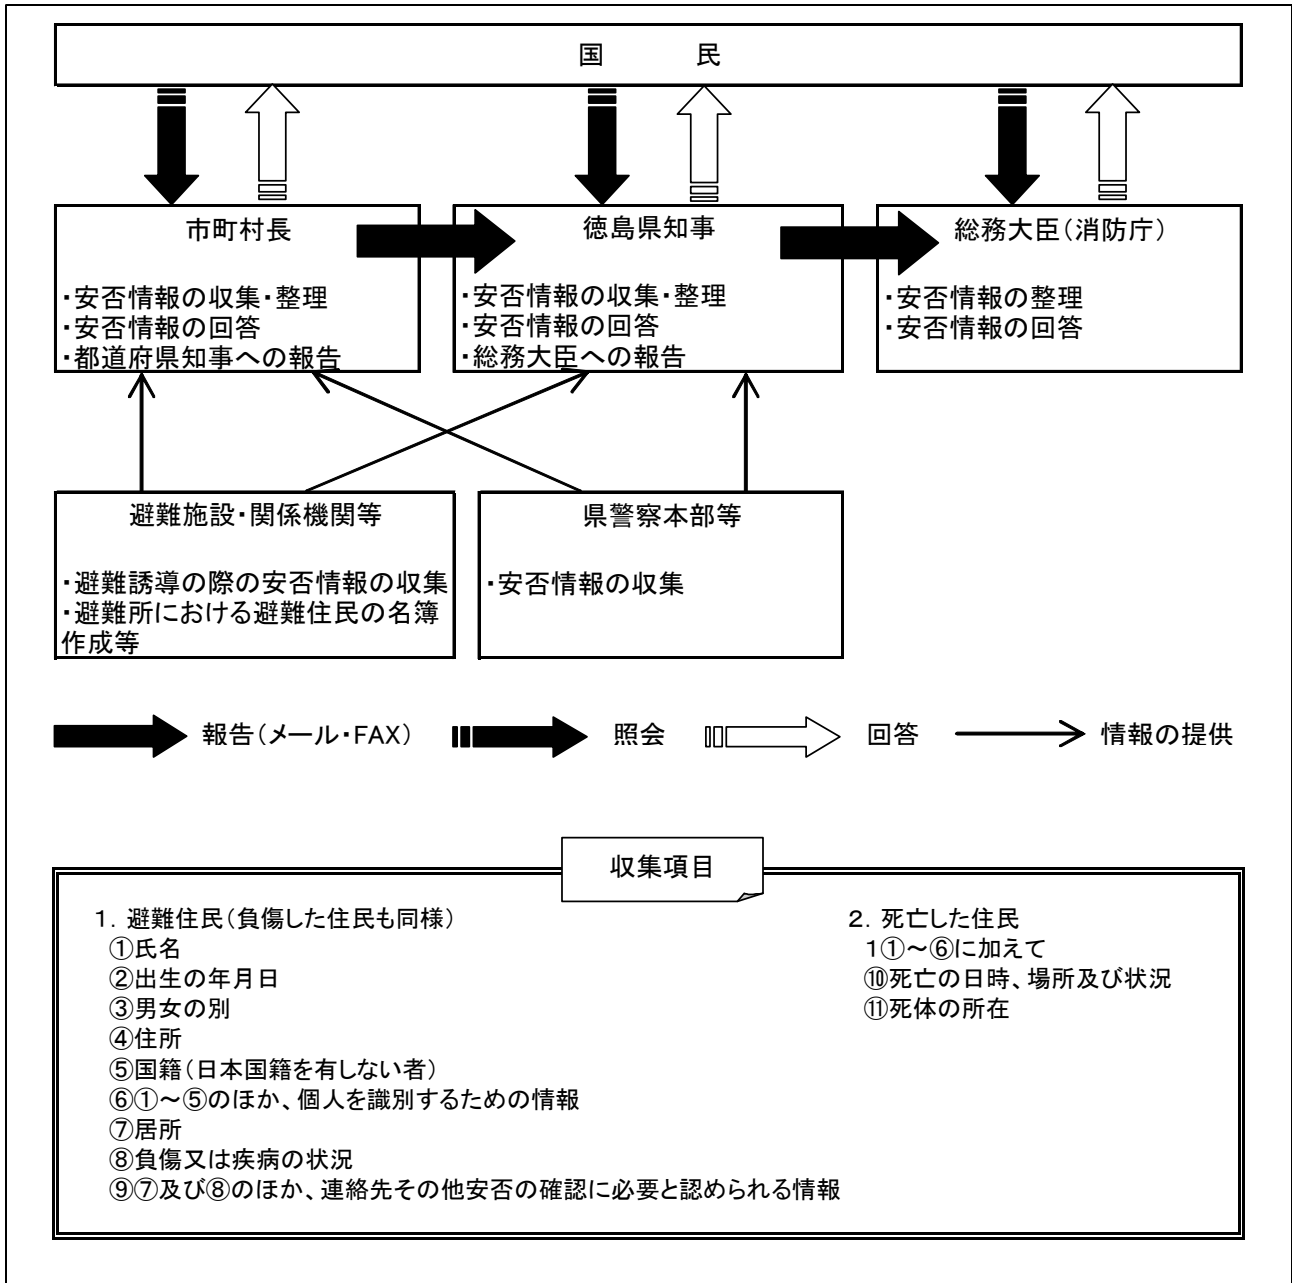 国 民
市町村長
・安否情報の収集・整理
・安否情報の回答
・都道府県知事への報告
徳島県知事
・安否情報の収集・整理
・安否情報の回答
・総務大臣への報告
総務大臣(消防庁)
・安否情報の整理
・安否情報の回答
避難施設・関係機関等
・避難誘導の際の安否情報の収集
・避難所における避難住民の名簿
作成等
県警察本部等
・安否情報の収集
報告(メール・FAX)
照会
回答
情報の提供
収集項目
1．避難住民(負傷した住民も同様)
①氏名
②出生の年月日
③男女の別
④住所
⑤国籍(日本国籍を有しない者)
⑥①～⑤のほか、個人を識別するための情報
⑦居所
⑧負傷又は疾病の状況
⑨⑦及び⑧のほか、連絡先その他安否の確認に必要と認められる情報
2．死亡した住民
1①～⑥に加えて
⑩死亡の日時、場所及び状況
⑪死体の所在